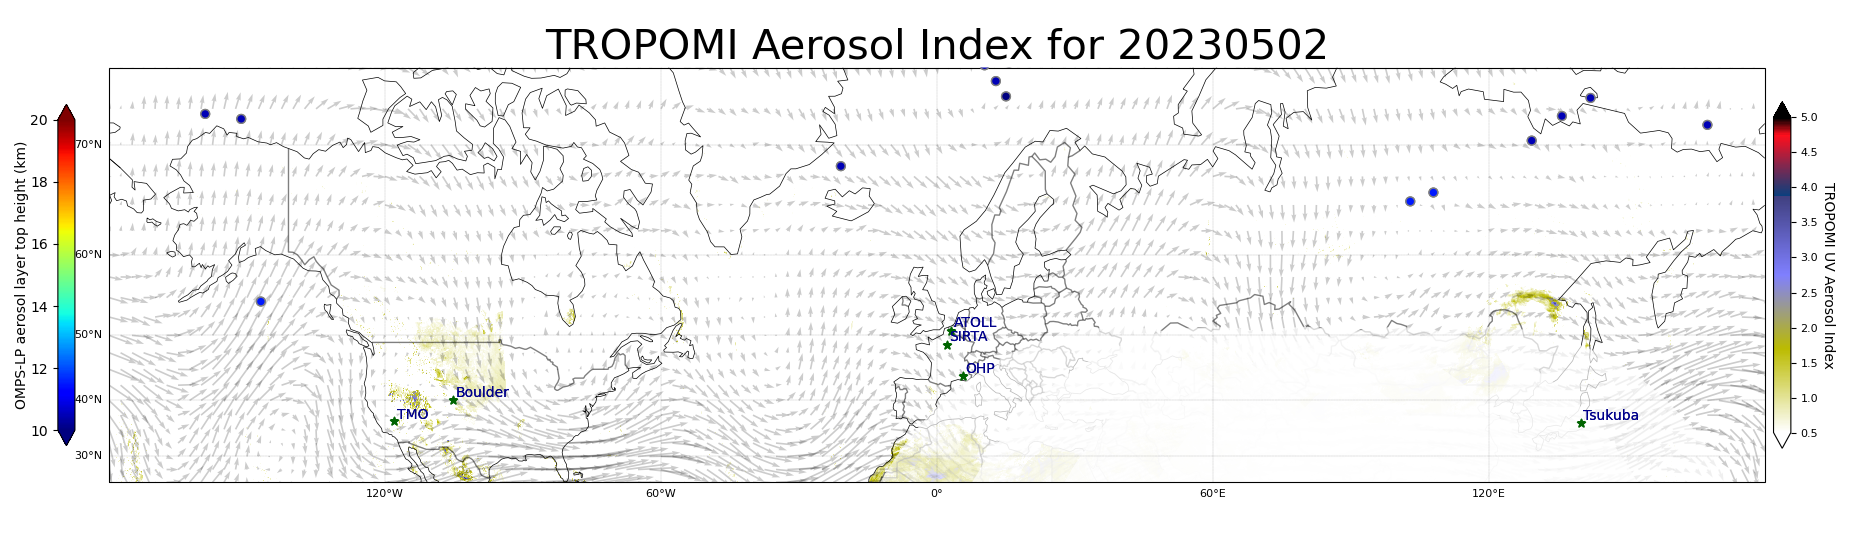 TROPOMI Aerosol Index for 20230502
20
18
16
14
12
10
OMPS-LP aerosol layer top height (km)
70°N
60°N
50°N
40°N
30°N
120°W
60°W
0°
60°E
120°E
ATOLL
SIRTA
OHP
Boulder
TMO
Tsukuba
5.0
4.5
4.0
3.5
3.0
2.5
2.0
1.5
1.0
0.5
TROPOMI UV Aerosol Index